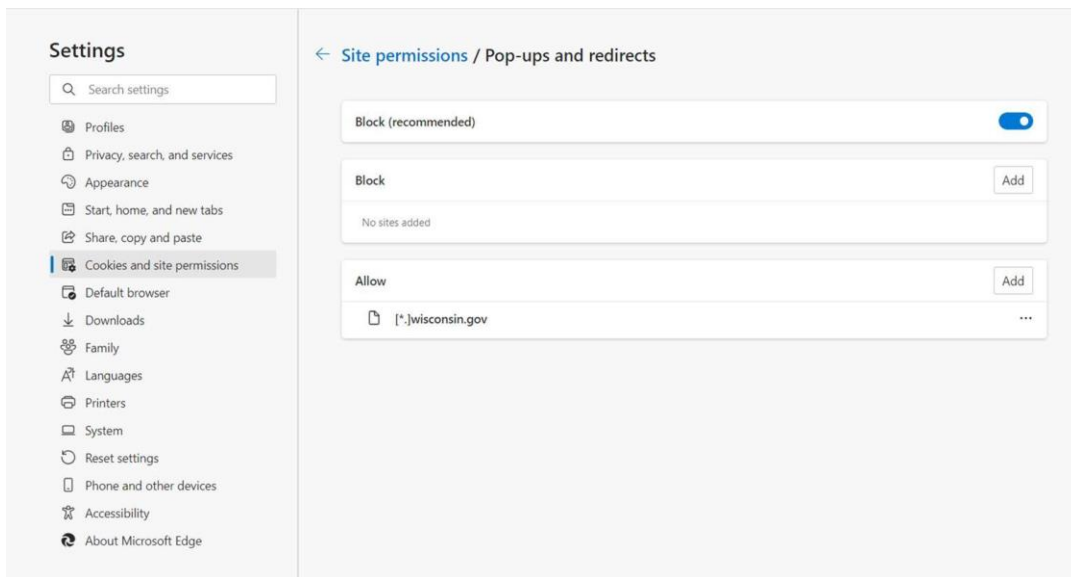 Settings
Search settings
Profiles
Privacy, search, and services
Appearance
Start, home, and new tabs
Share, copy and paste
Cookies and site permissions
Default browser
Downloads
Family
Languages
Printers
System
Reset settings
Phone and other devices
Accessibility
About Microsoft Edge
Site permissions / Pop-ups and redirects
Block (recommended)
Block Add
No sites added
Allow Add
[*.]wisconsin.gov